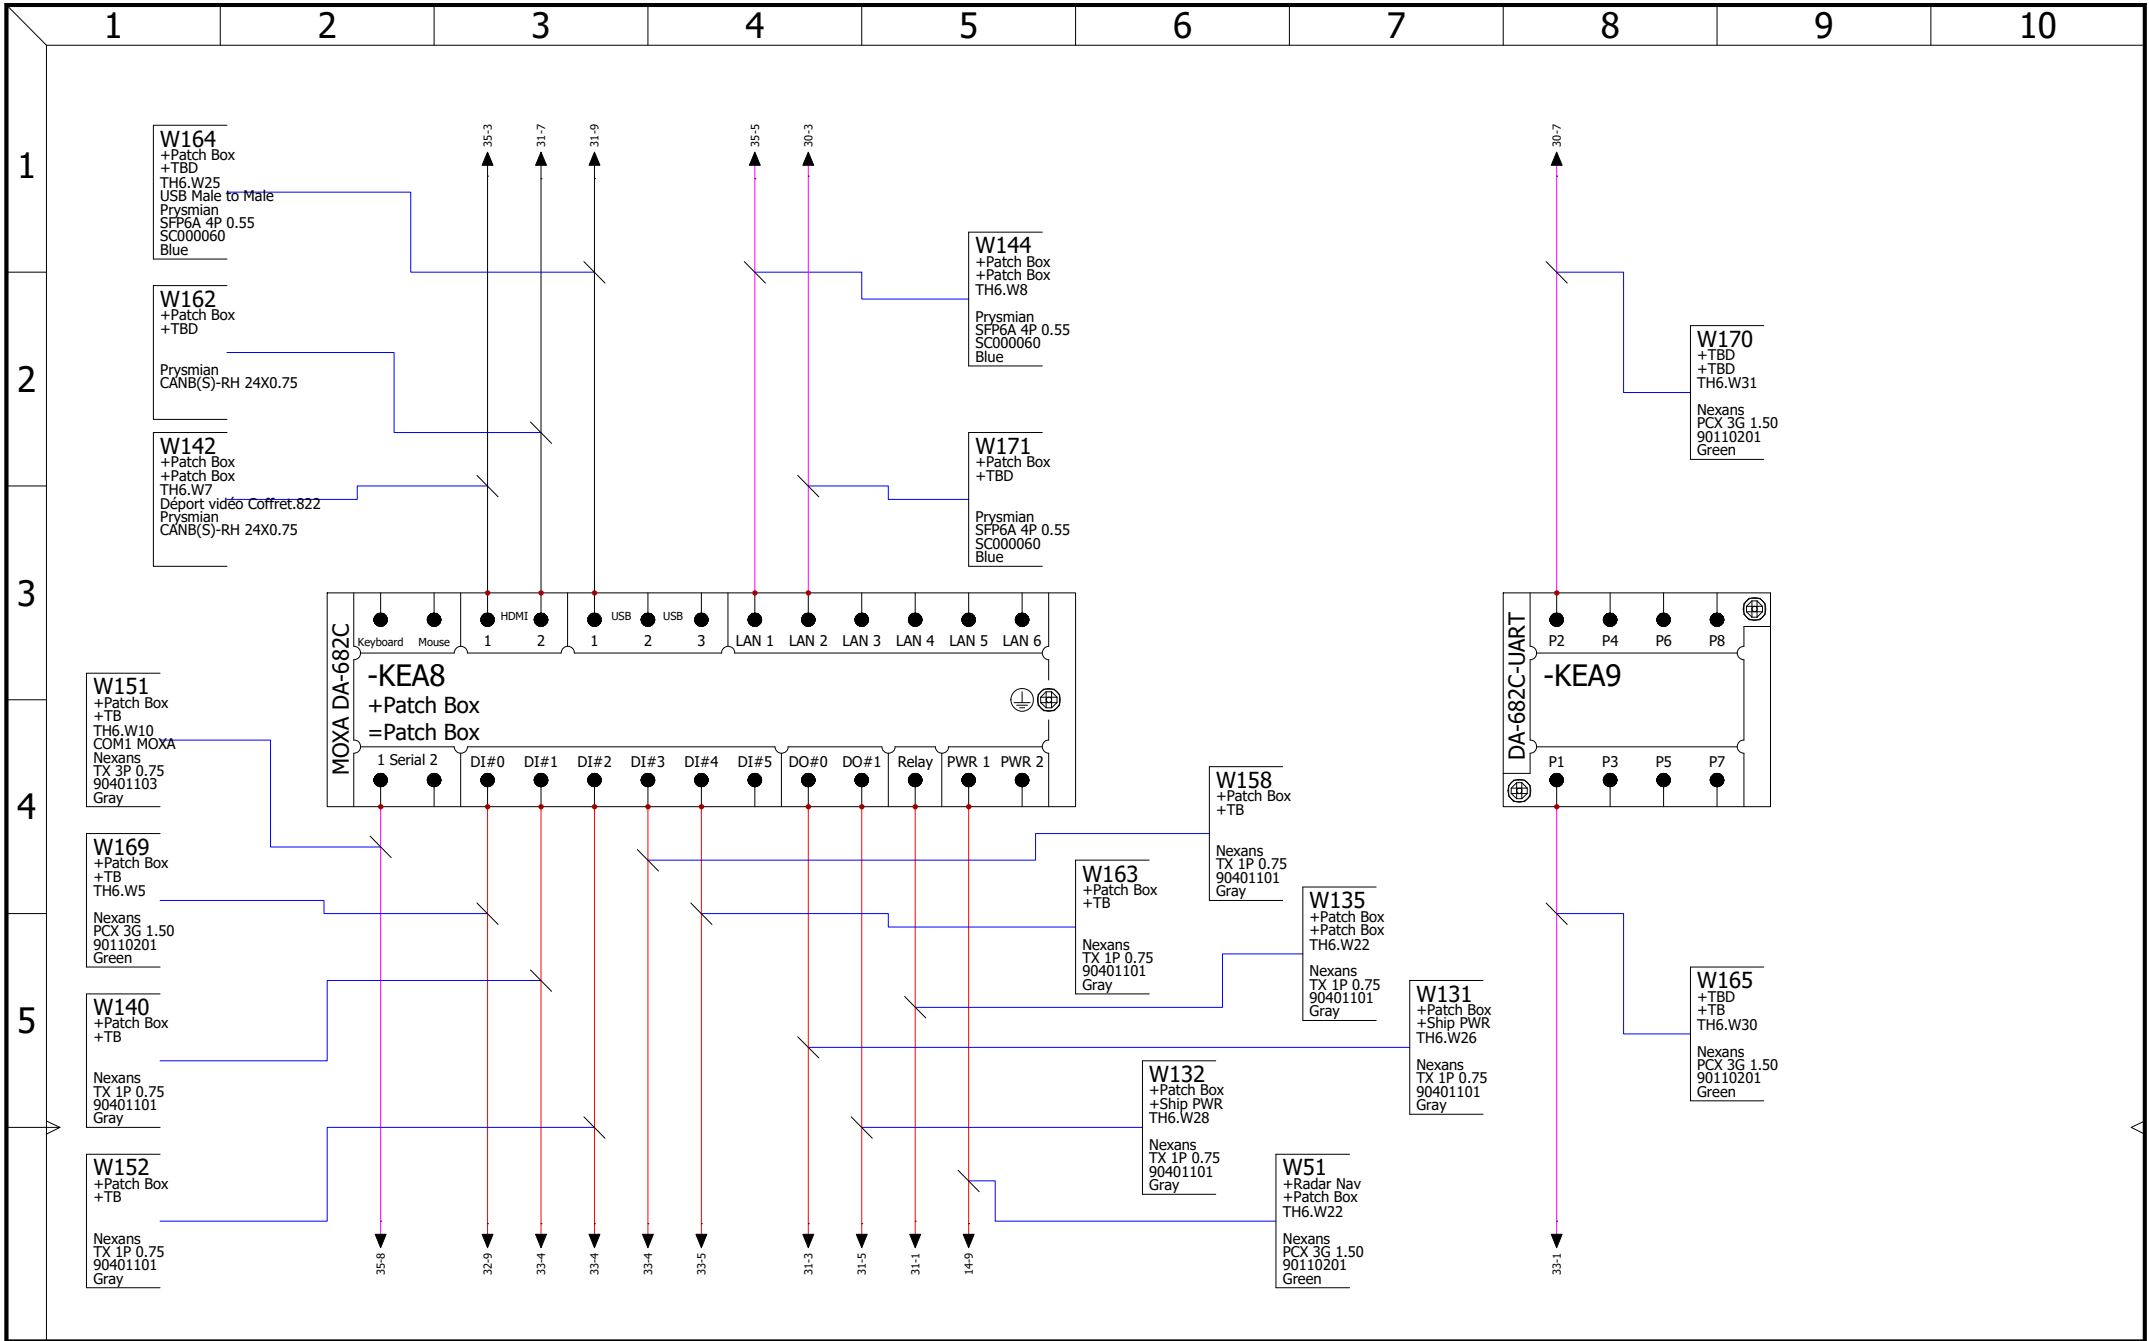 1 2 3 4 5 6 7 8 9 10
1
2
3
4
5
35-3
31-7
31-9
35-5
30-3
30-7
W164
+Patch Box
+TBD
TH6.W25
USB Male to Male
Prysmian
SFP6A 4P 0.55
SC000060
Blue
W162
+Patch Box
+TBD
Prysmian
CANB(S)-RH 24X0.75
W142
+Patch Box
+Patch Box
TH6.W7
Déport vidéo Coffret.822
Prysmian
CANB(S)-RH 24X0.75
W144
+Patch Box
+Patch Box
TH6.W8
Prysmian
SFP6A 4P 0.55
SC000060
Blue
W171
+Patch Box
+TBD
Prysmian
SFP6A 4P 0.55
SC000060
Blue
W170
+TBD
+TBD
TH6.W31
Nexans
PCX 3G 1.50
90110201
Green
MOXA DA-682C
HDMI USB USB
Keyboard Mouse 1 2 1 2 3 LAN 1 LAN 2 LAN 3 LAN 4 LAN 5 LAN 6
-KEA8
+Patch Box
=Patch Box
1 Serial 2 DI#0 DI#1 DI#2 DI#3 DI#4 DI#5 DO#0 DO#1 Relay PWR 1 PWR 2
DA-682C-UART
P2 P4 P6 P8
-KEA9
P1 P3 P5 P7
W151
+Patch Box
+TB
TH6.W10
COM1 MOXA
Nexans
TX 3P 0.75
90401103
Gray
W169
+Patch Box
+TB
TH6.W5
Nexans
PCX 3G 1.50
90110201
Green
W140
+Patch Box
+TB
Nexans
TX 1P 0.75
90401101
Gray
W152
+Patch Box
+TB
Nexans
TX 1P 0.75
90401101
Gray
W158
+Patch Box
+TB
Nexans
TX 1P 0.75
90401101
Gray
W163
+Patch Box
+TB
Nexans
TX 1P 0.75
90401101
Gray
W135
+Patch Box
+Patch Box
TH6.W22
Nexans
TX 1P 0.75
90401101
Gray
W131
+Patch Box
+Ship PWR
TH6.W26
Nexans
TX 1P 0.75
90401101
Gray
W132
+Patch Box
+Ship PWR
TH6.W28
Nexans
TX 1P 0.75
90401101
Gray
W51
+Radar Nav
+Patch Box
TH6.W22
Nexans
PCX 3G 1.50
90110201
Green
W165
+TBD
+TB
TH6.W30
Nexans
PCX 3G 1.50
90110201
Green
35-8
32-9
33-4
33-4
33-4
33-5
31-3
31-5
31-1
14-9
33-1